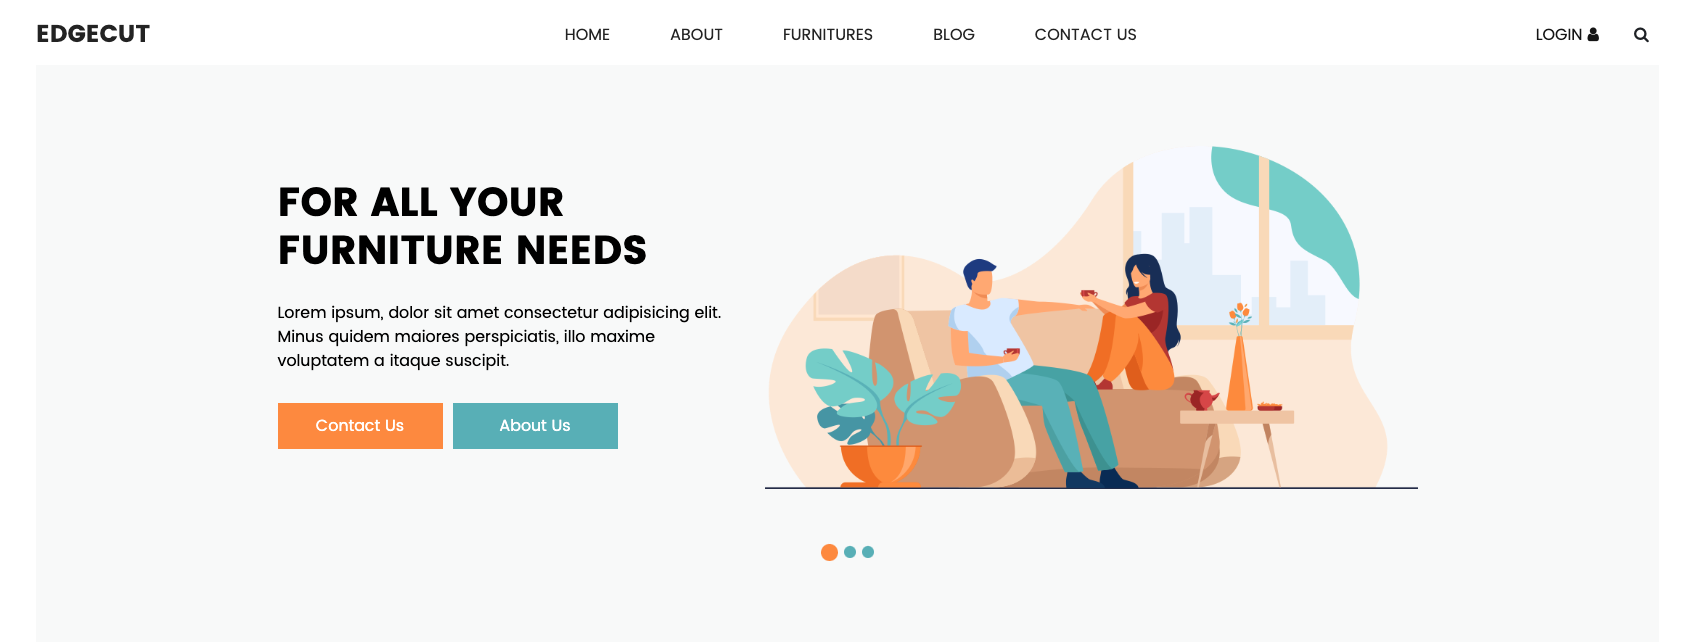 EDGECUT
HOME ABOUT FURNITURES BLOG CONTACT US
LOGIN
FOR ALL YOUR
FURNITURE NEEDS
Lorem ipsum, dolor sit amet consectetur adipisicing elit.
Minus quidem maiores perspiciatis, illo maxime
voluptatem a itaque suscipit.
Contact Us About Us